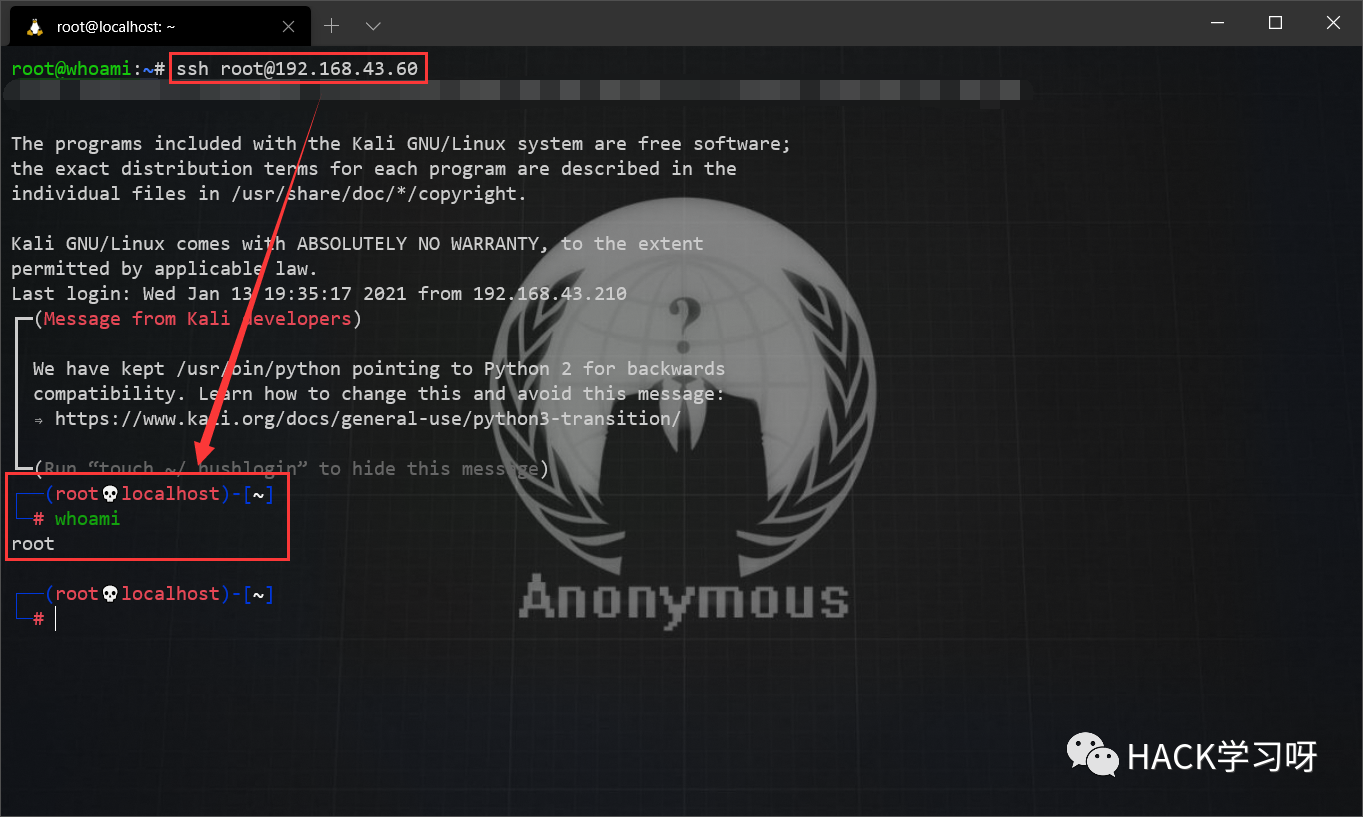 root@localhost: ~
root@whoami:~# ssh root@192.168.43.60
The programs included with the Kali GNU/Linux system are free software;
the exact distribution terms for each program are described in the
individual files in /usr/share/doc/*/copyright.
Kali GNU/Linux comes with ABSOLUTELY NO WARRANTY, to the extent
permitted by applicable law.
Last login: Wed Jan 13 19:35:17 2021 from 192.168.43.210
┌──(Message from Kali developers)
We have kept /usr/bin/python pointing to Python 2 for backwards
compatibility. Learn how to change this and avoid this message:
⇒ https://www.kali.org/docs/general-use/python3-transition/
└──(Run “touch ~/.hushlogin” to hide this message)
┌──(root💀localhost)-[~]
└─# whoami
root
┌──(root💀localhost)-[~]
└─#
?
Anonymous
HACK学习呀